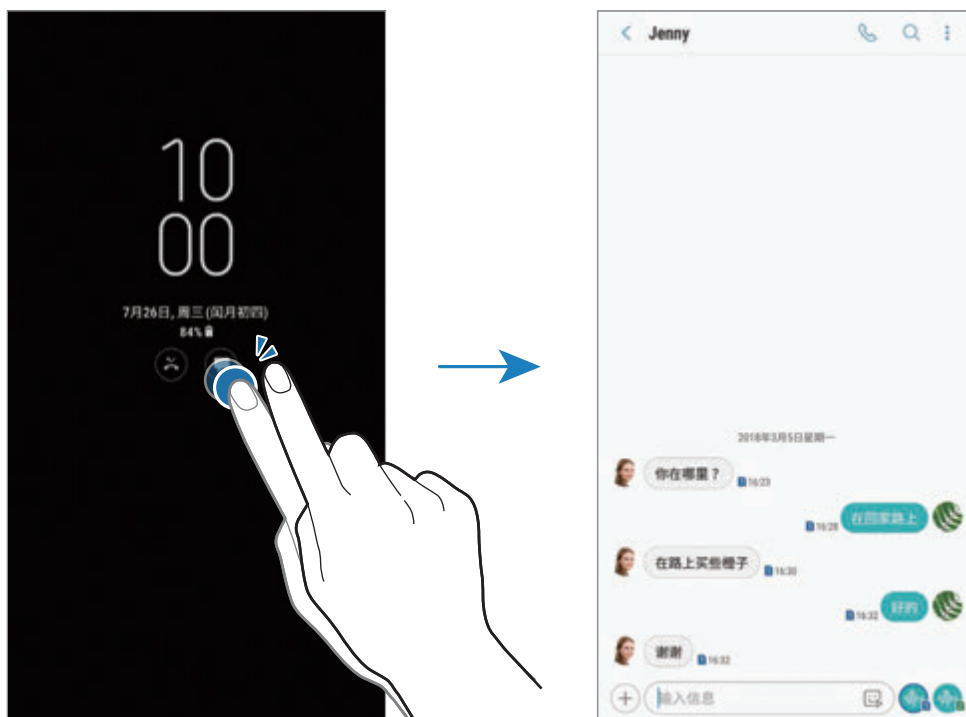 10
00
7月26日, 周三 (闰月初四)
84%
Jenny
2018年3月5日星期一
你在哪里？
16:23
在回家路上
16:28
在路上买些橙子
16:30
好的
16:32
谢谢
16:32
输入信息